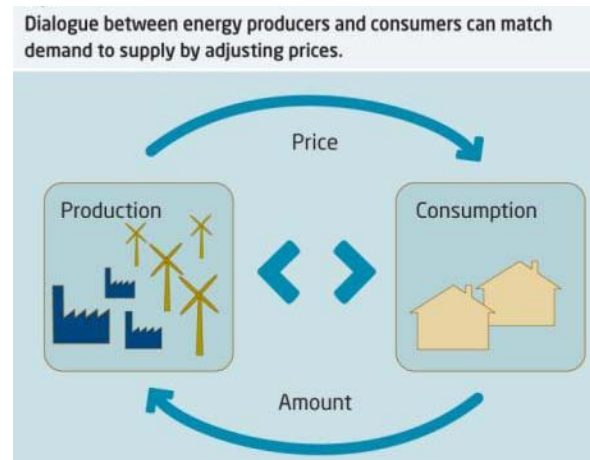 Dialogue between energy producers and consumers can match
demand to supply by adjusting prices.
Price
Production
Consumption
Amount